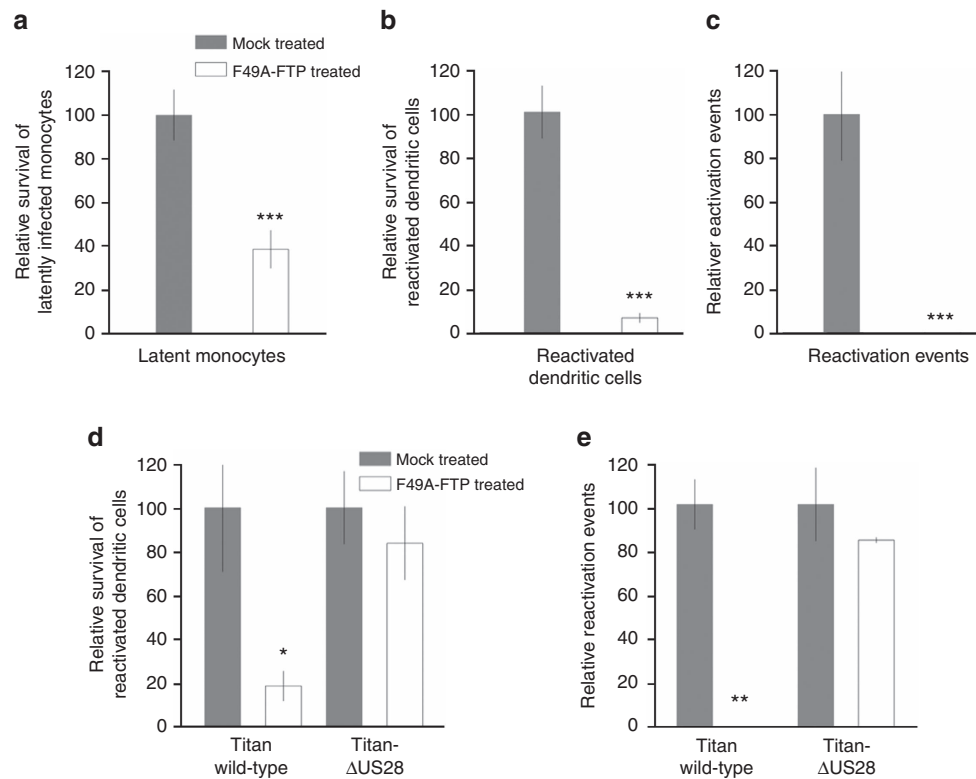 a
Mock treated
F49A-FTP treated
Relative survival of
latently infected monocytes
120
100
80
60
40
20
0
***
Latent monocytes
b
Relative survival of
reactivated dendritic cells
120
100
80
60
40
20
0
***
Reactivated
dendritic cells
c
Relativer eactivation events
120
100
80
60
40
20
0
***
Reactivation events
d
Mock treated
F49A-FTP treated
Relative survival of
reactivated dendritic cells
120
100
80
60
40
20
0
*
Titan
wild-type
Titan-
ΔUS28
e
Relative reactivation events
120
100
80
60
40
20
0
**
Titan
wild-type
Titan-
ΔUS28